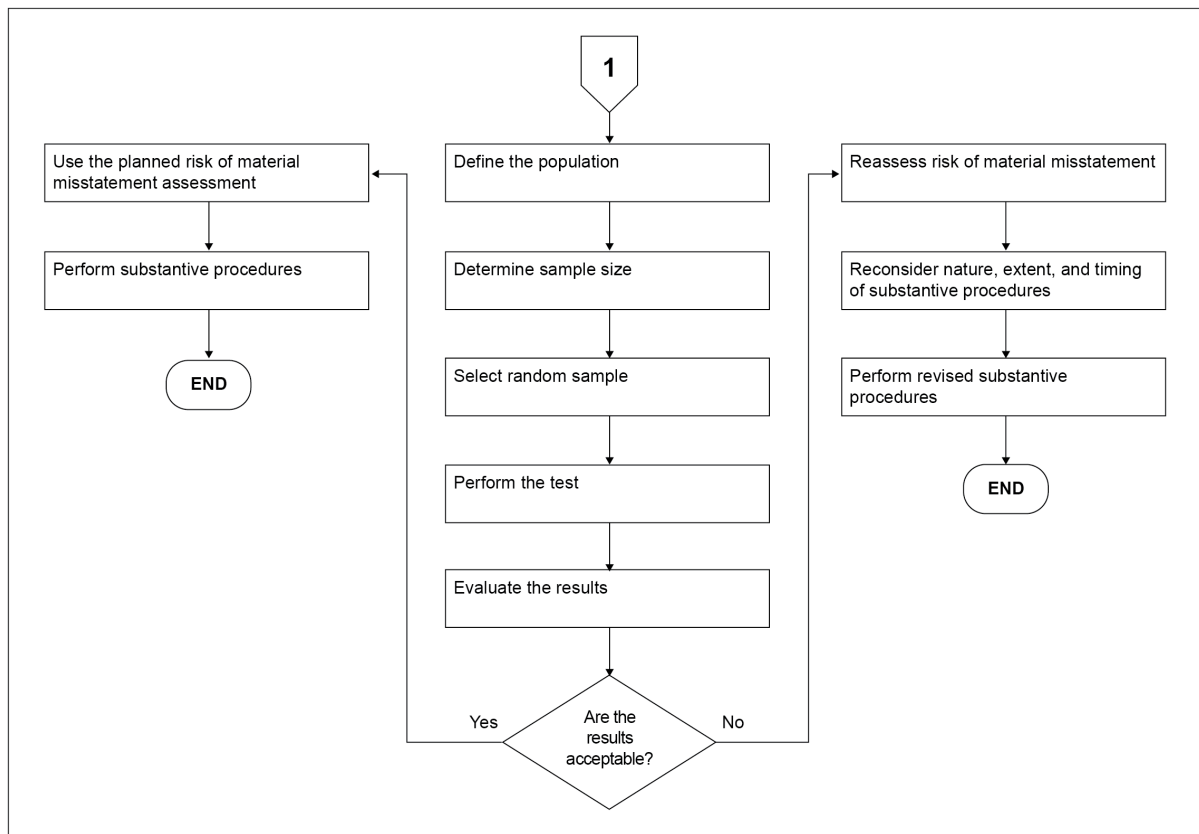 1
Define the population
Determine sample size
Select random sample
Perform the test
Evaluate the results
Are the
results
acceptable?
Yes
Use the planned risk of material
misstatement assessment
Perform substantive procedures
END
No
Reassess risk of material misstatement
Reconsider nature, extent, and timing
of substantive procedures
Perform revised substantive
procedures
END